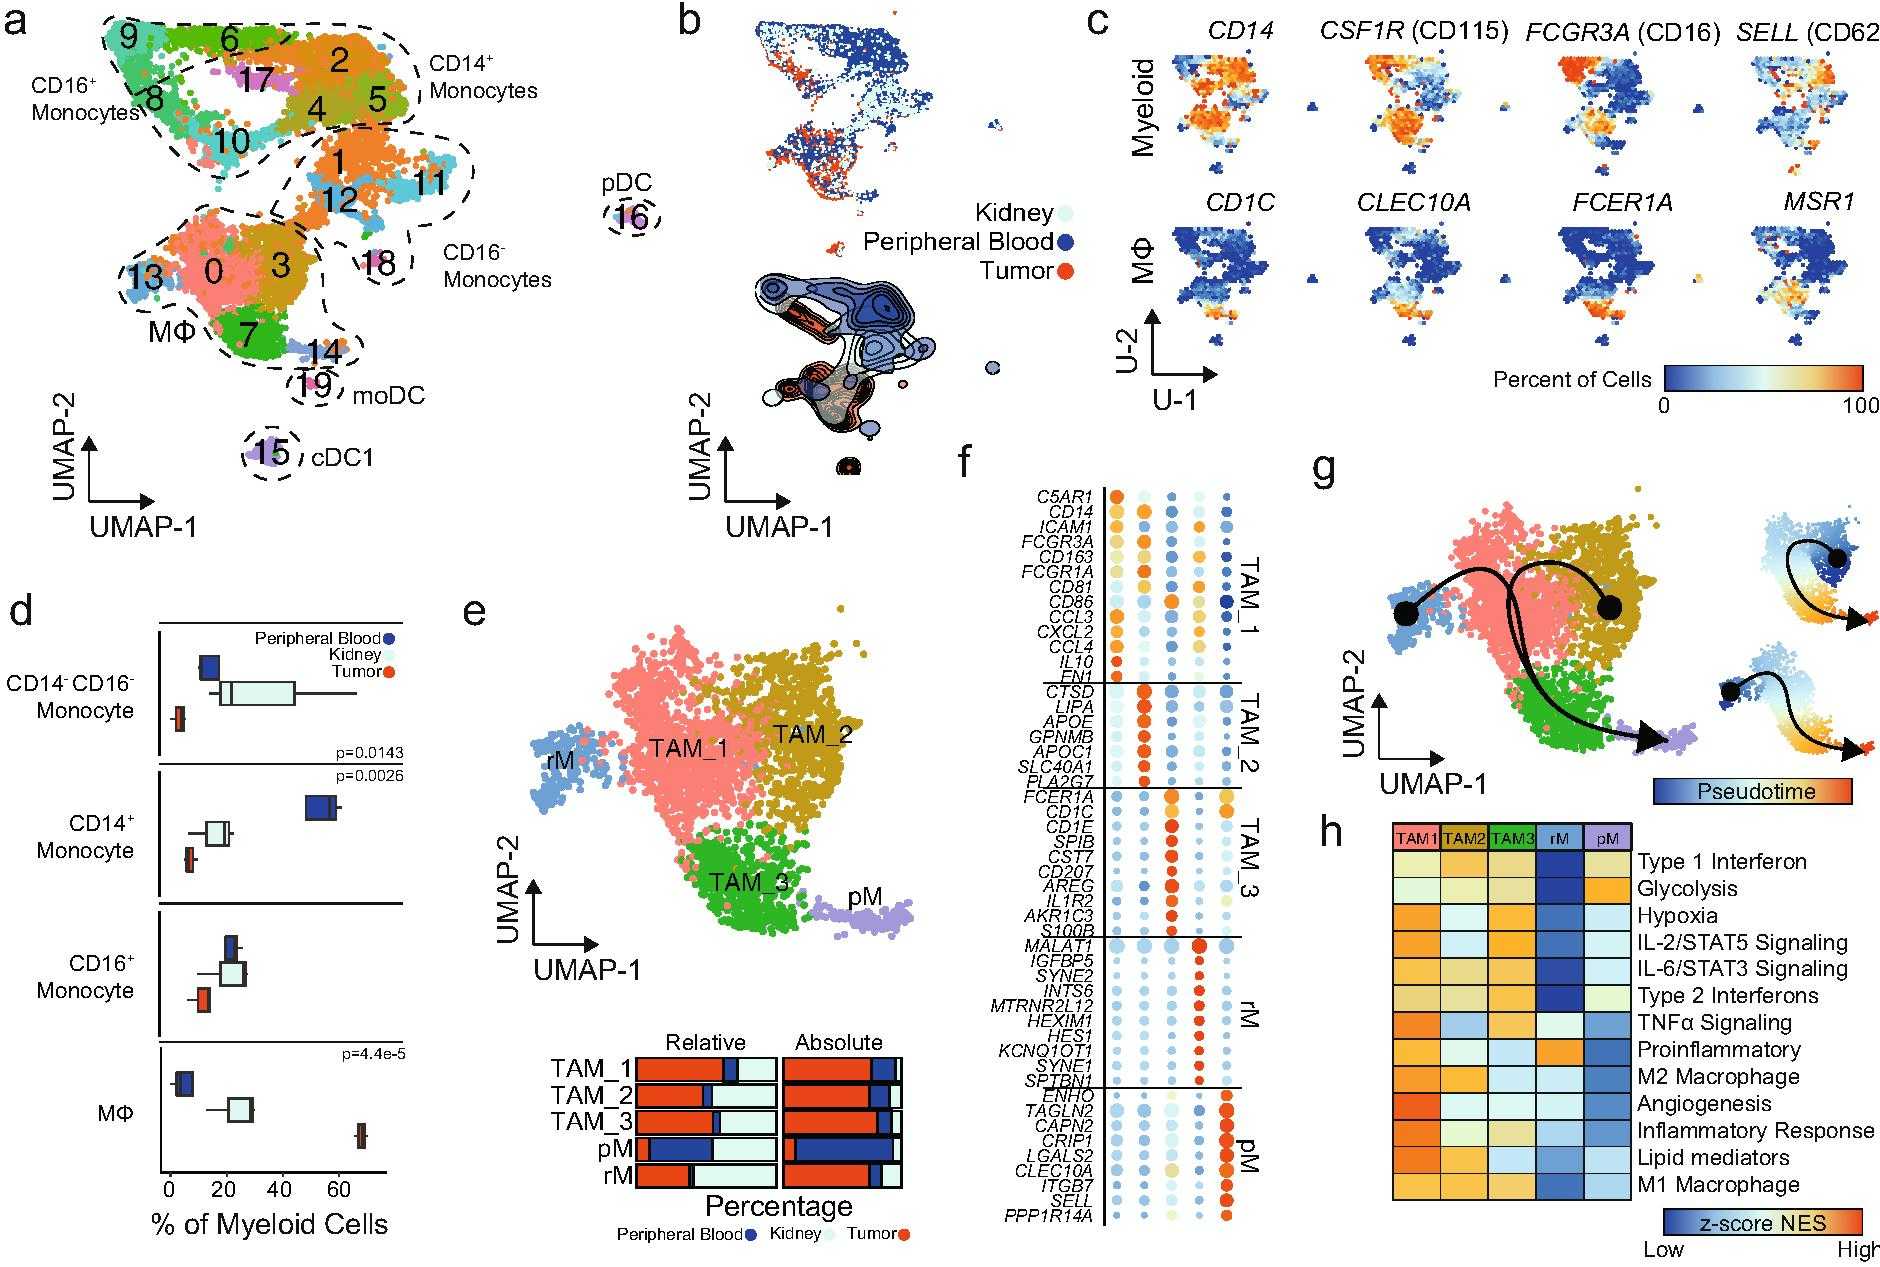 a
9
6
2
17
5
4
8
10
1
11
12
0
3
13
18
7
14
19
15
16
CD16+
Monocytes
CD14+
Monocytes
CD16-
Monocytes
pDC
MΦ
moDC
cDC1
UMAP-2
UMAP-1
b
Kidney
Peripheral Blood
Tumor
UMAP-2
UMAP-1
c
CD14
CSF1R (CD115)
FCGR3A (CD16)
SELL (CD62
Myeloid
CD1C
CLEC10A
FCER1A
MSR1
MΦ
U-2
U-1
Percent of Cells
0
100
d
Peripheral Blood
Kidney
Tumor
CD14- CD16-
Monocyte
p=0.0143
p=0.0026
CD14+
Monocyte
CD16+
Monocyte
p=4.4e-5
MΦ
0 20 40 60
% of Myeloid Cells
e
rM
TAM_1
TAM_2
TAM_3
pM
UMAP-2
UMAP-1
Relative
Absolute
TAM_1
TAM_2
TAM_3
pM
rM
Percentage
Peripheral Blood Kidney Tumor
f
C5AR1
CD14
ICAM1
FCGR3A
CD163
FCGR1A
CD81
CD86
CCL3
CXCL2
CCL4
IL10
FN1
TAM_1
CTSD
LIPA
APOE
GPNMB
APOC1
SLC40A1
PLA2G7
TAM_2
FCER1A
CD1C
CD1E
SPIB
CST7
CD207
AREG
IL1R2
AKR1C3
S100B
TAM_3
MALAT1
IGFBP5
SYNE2
INTS6
MTRNR2L12
HEXIM1
HES1
KCNQ1OT1
SYNE1
SPTBN1
rM
ENHO
TAGLN2
CAPN2
CRIP1
LGALS2
CLEC10A
ITGB7
SELL
PPP1R14A
pM
g
UMAP-2
UMAP-1
Pseudotime
h
TAM1 TAM2 TAM3 rM pM
Type 1 Interferon
Glycolysis
Hypoxia
IL-2/STAT5 Signaling
IL-6/STAT3 Signaling
Type 2 Interferons
TNFα Signaling
Proinflammatory
M2 Macrophage
Angiogenesis
Inflammatory Response
Lipid mediators
M1 Macrophage
z-score NES
Low
High